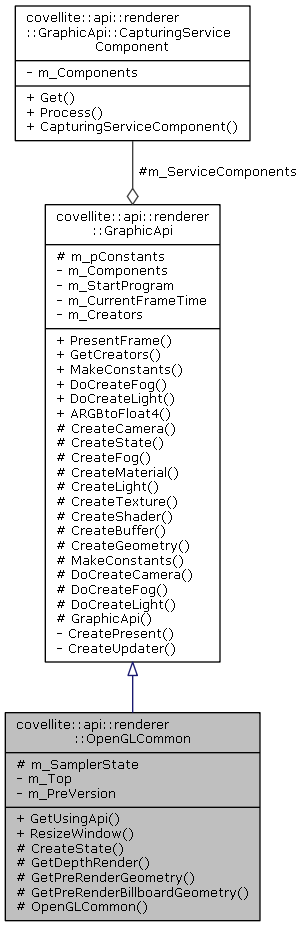 covellite::api::renderer
::GraphicApi::CapturingService
Component
- m_Components
+ Get()
+ Process()
+ CapturingServiceComponent()
#m_ServiceComponents
covellite::api::renderer
::GraphicApi
# m_pConstants
- m_Components
- m_StartProgram
- m_CurrentFrameTime
- m_Creators
+ PresentFrame()
+ GetCreators()
+ MakeConstants()
+ DoCreateFog()
+ DoCreateLight()
+ ARGBtoFloat4()
# CreateCamera()
# CreateState()
# CreateFog()
# CreateMaterial()
# CreateLight()
# CreateTexture()
# CreateShader()
# CreateBuffer()
# CreateGeometry()
# MakeConstants()
# DoCreateCamera()
# DoCreateFog()
# DoCreateLight()
# GraphicApi()
- CreatePresent()
- CreateUpdater()
covellite::api::renderer
::OpenGLCommon
# m_SamplerState
- m_Top
- m_PreVersion
+ GetUsingApi()
+ ResizeWindow()
# CreateState()
# GetDepthRender()
# GetPreRenderGeometry()
# GetPreRenderBillboardGeometry()
# OpenGLCommon()